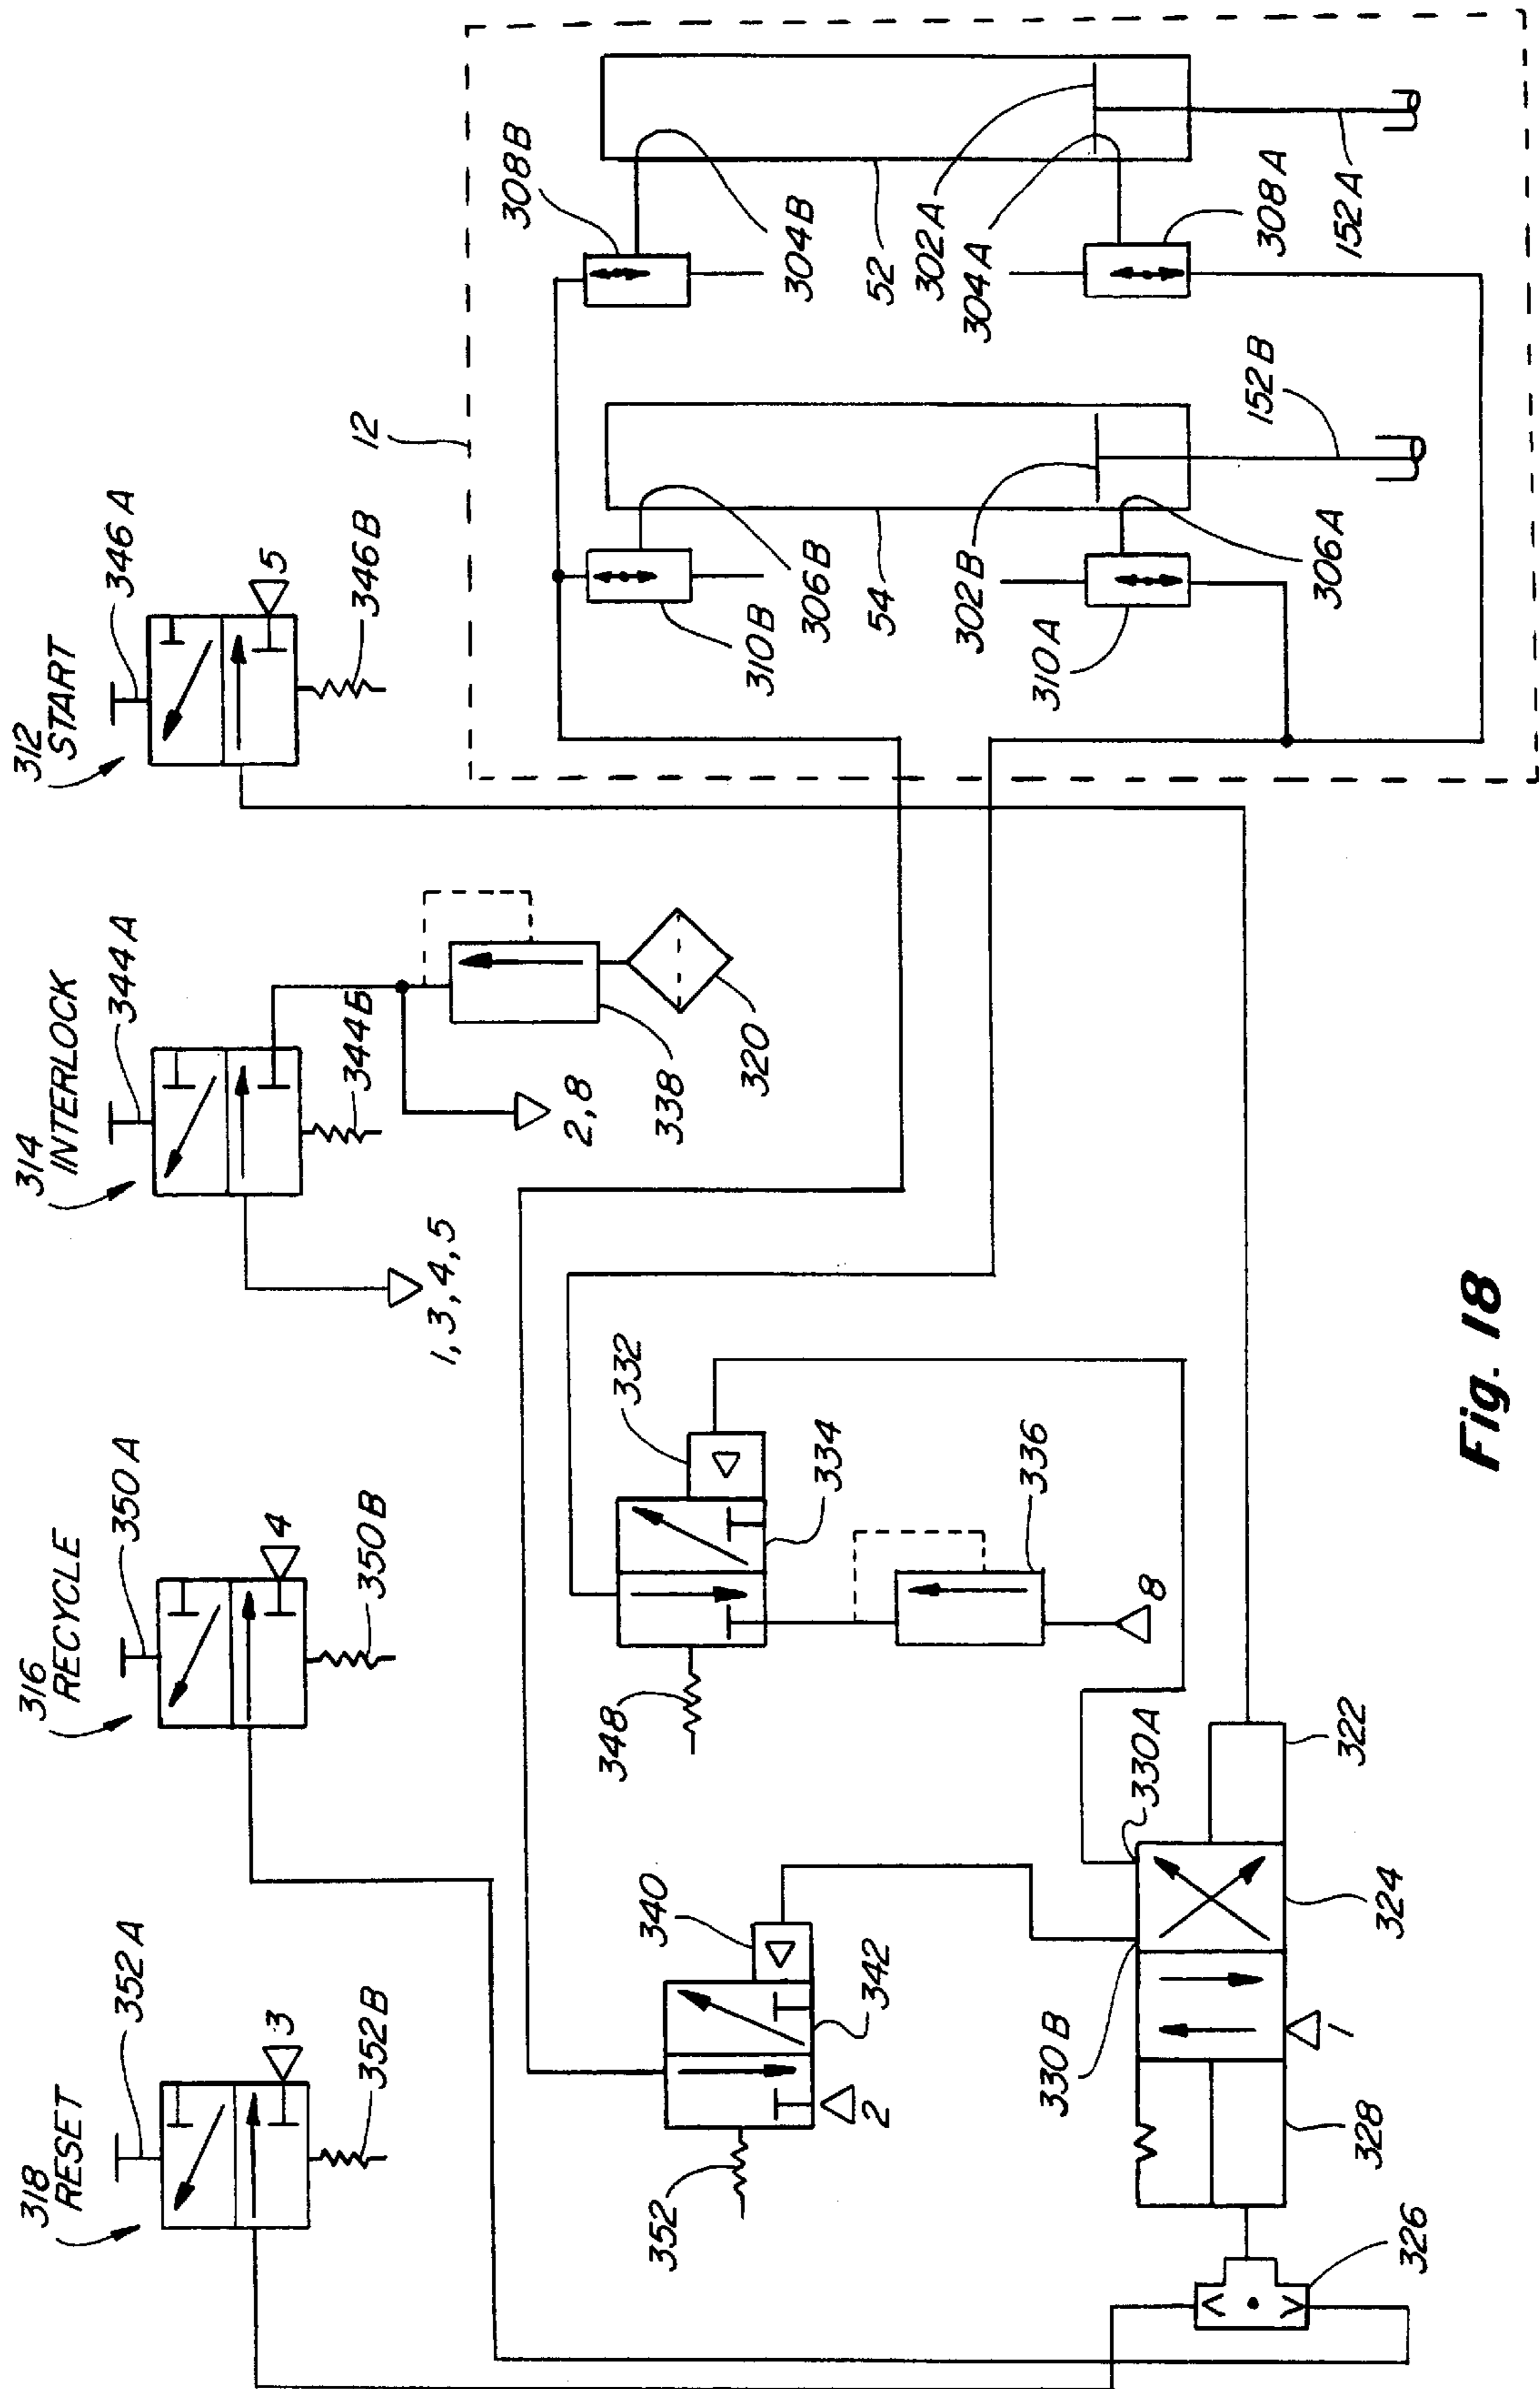 318
RESET
352A
3
352B
316
RECYCLE
350A
4
350B
314
INTERLOCK
344A
344B
1,3,4,5
2,8
338
320
312
START
346A
5
346B
12
308B
304B
52
302A
304A
308A
152A
310B
306B
54
302B
310A
306A
152B
340
342
352
2
332
334
348
336
8
330B
330A
1
328
324
322
326
Fig. 18